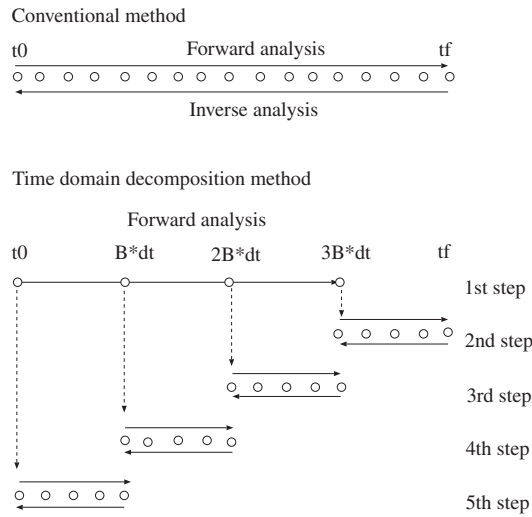 Conventional method
t0 Forward analysis tf
Inverse analysis
Time domain decomposition method
Forward analysis
t0 B*dt 2B*dt 3B*dt tf
1st step
2nd step
3rd step
4th step
5th step